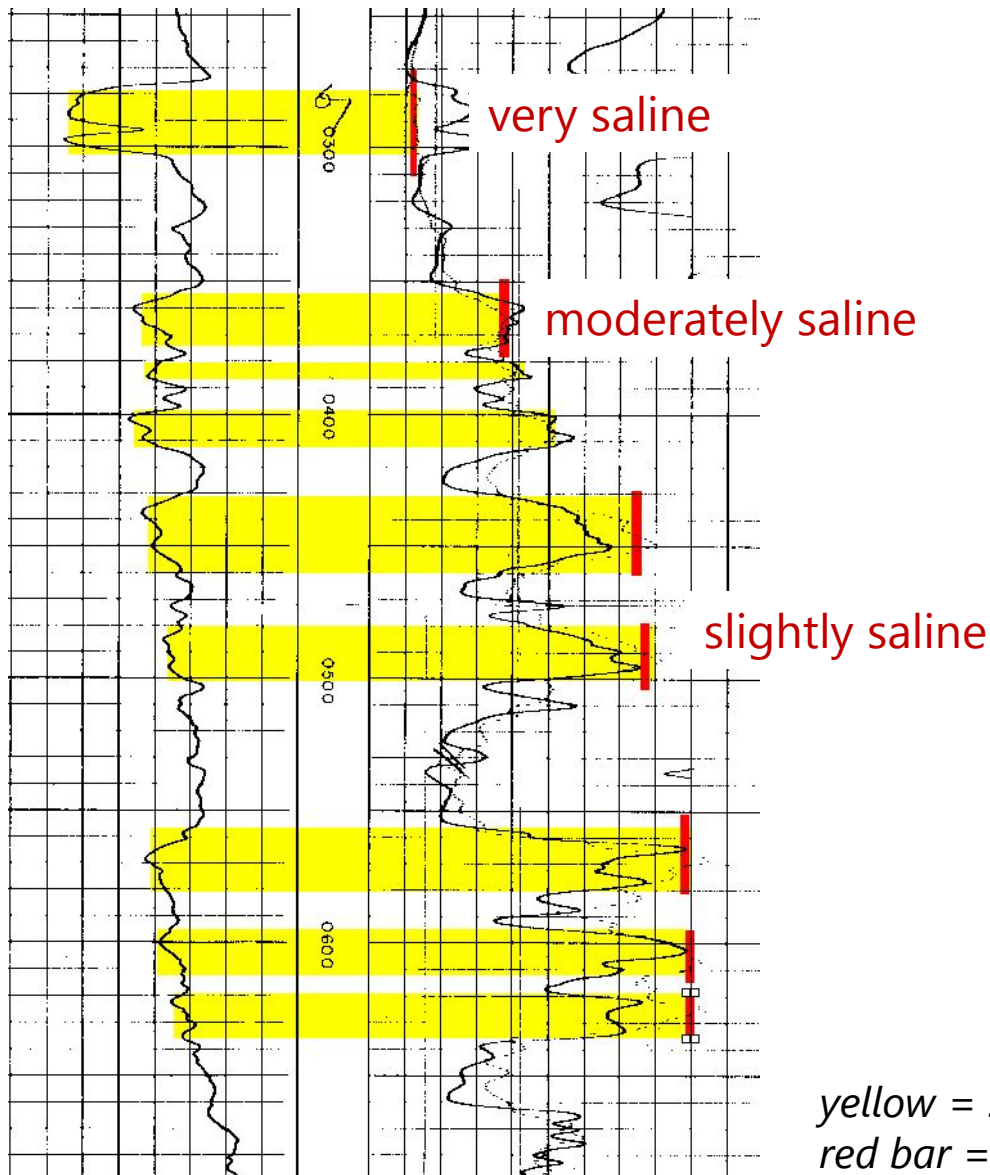 very saline
0300
moderately saline
0400
slightly saline
0500
0600
yellow =
red bar =